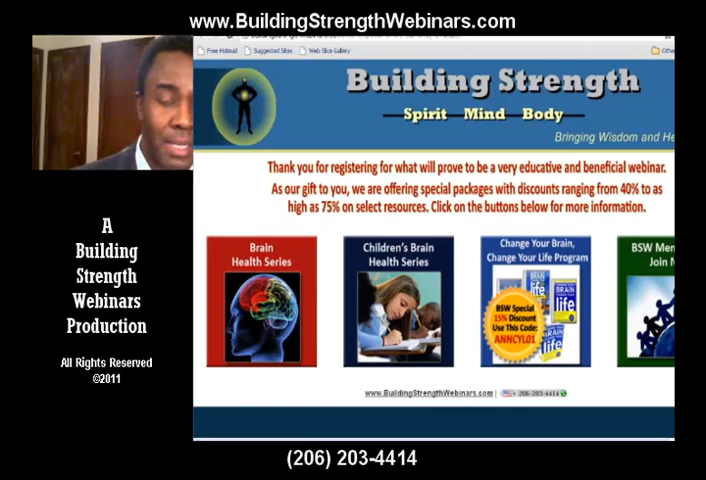 www.BuildingStrengthWebinars.com
Free Hotmail
Suggested Sites
Web Slice Gallery
Building Strength
Spirit Mind Body
Bringing Wisdom and
Thank you for registering for what will prove to be a very educative and beneficial webinar.
As our gift to you, we are offering special packages with discounts ranging from 40% to as
high as 75% on select resources. Click on the buttons below for more information.
Brain
Health Series
Children's Brain
Health Series
Change Your Brain,
Change Your Life Program
BSW Special
15% Discount
Use This Code:
ANNCYL01
BRAIN
life
BSW
Join
A
Building
Strength
Webinars
Production
All Rights Reserved
©2011
www.BuildingStrengthWebinars.com | + 206-203-4414
(206) 203-4414